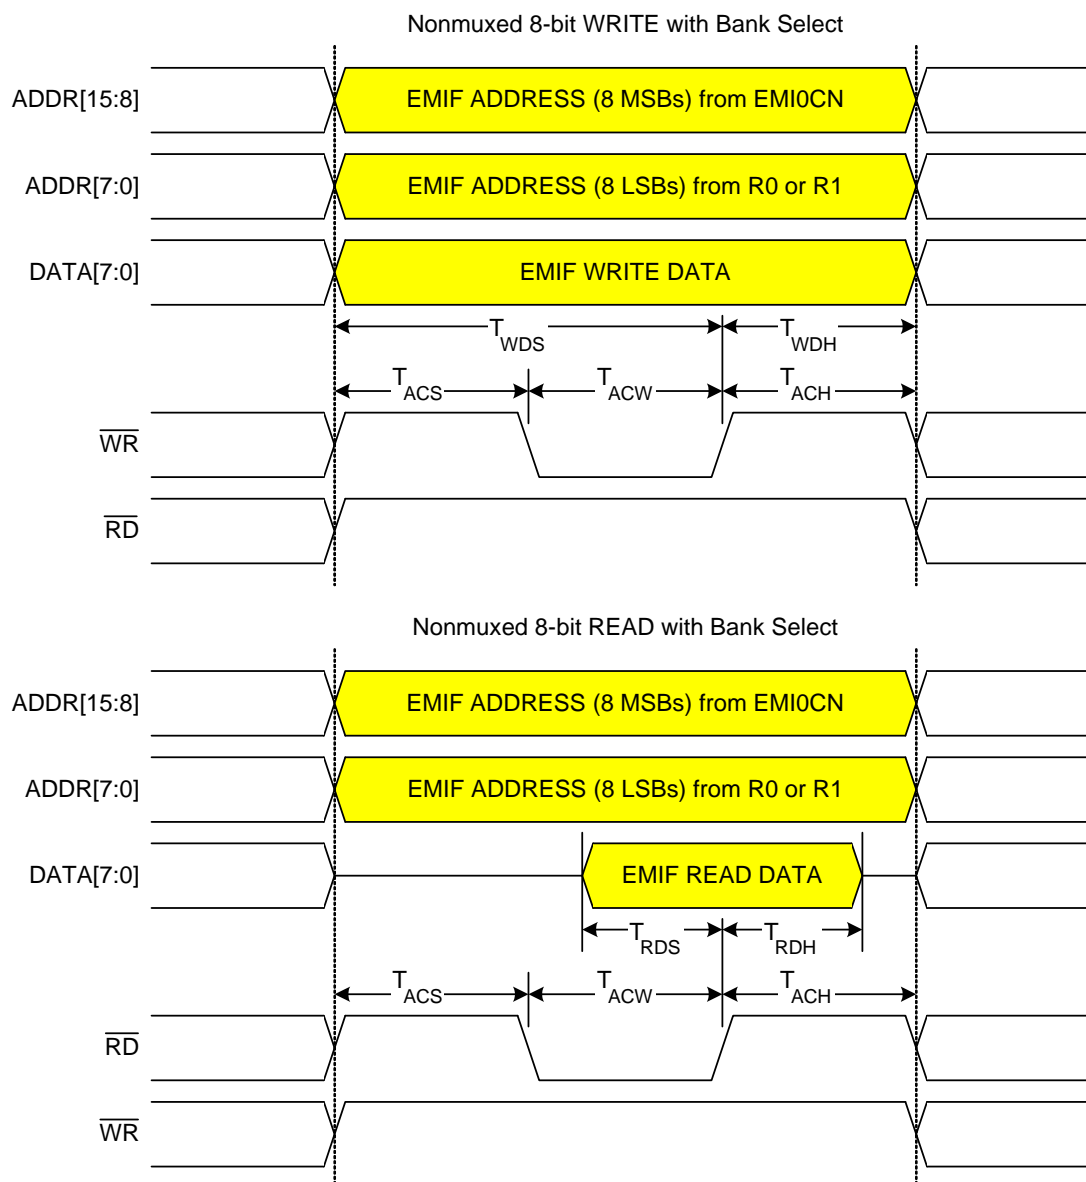 Nonmuxed 8-bit WRITE with Bank Select
ADDR[15:8]
EMIF ADDRESS (8 MSBs) from EMI0CN
ADDR[7:0]
EMIF ADDRESS (8 LSBs) from R0 or R1
DATA[7:0]
EMIF WRITE DATA
TWDS
TWDH
TACS
TACW
TACH
WR
RD
Nonmuxed 8-bit READ with Bank Select
ADDR[15:8]
EMIF ADDRESS (8 MSBs) from EMI0CN
ADDR[7:0]
EMIF ADDRESS (8 LSBs) from R0 or R1
DATA[7:0]
EMIF READ DATA
TRDS
TRDH
TACS
TACW
TACH
RD
WR